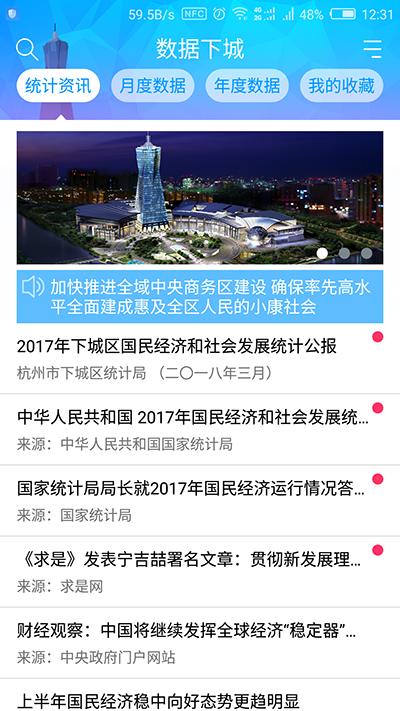 59.5B/s NFC 48% 12:31
数据下城
统计资讯 月度数据 年度数据 我的收藏
加快推进全域中央商务区建设 确保率先高水
平全面建成惠及全区人民的小康社会
2017年下城区国民经济和社会发展统计公报
杭州市下城区统计局 （二〇一八年三月）
中华人民共和国 2017年国民经济和社会发展统...
来源：中华人民共和国国家统计局
国家统计局局长就2017年国民经济运行情况答...
来源：国家统计局
《求是》发表宁吉喆署名文章：贯彻新发展理...
来源：求是网
财经观察：中国将继续发挥全球经济“稳定器”...
来源：中央政府门户网站
上半年国民经济稳中向好态势更趋明显